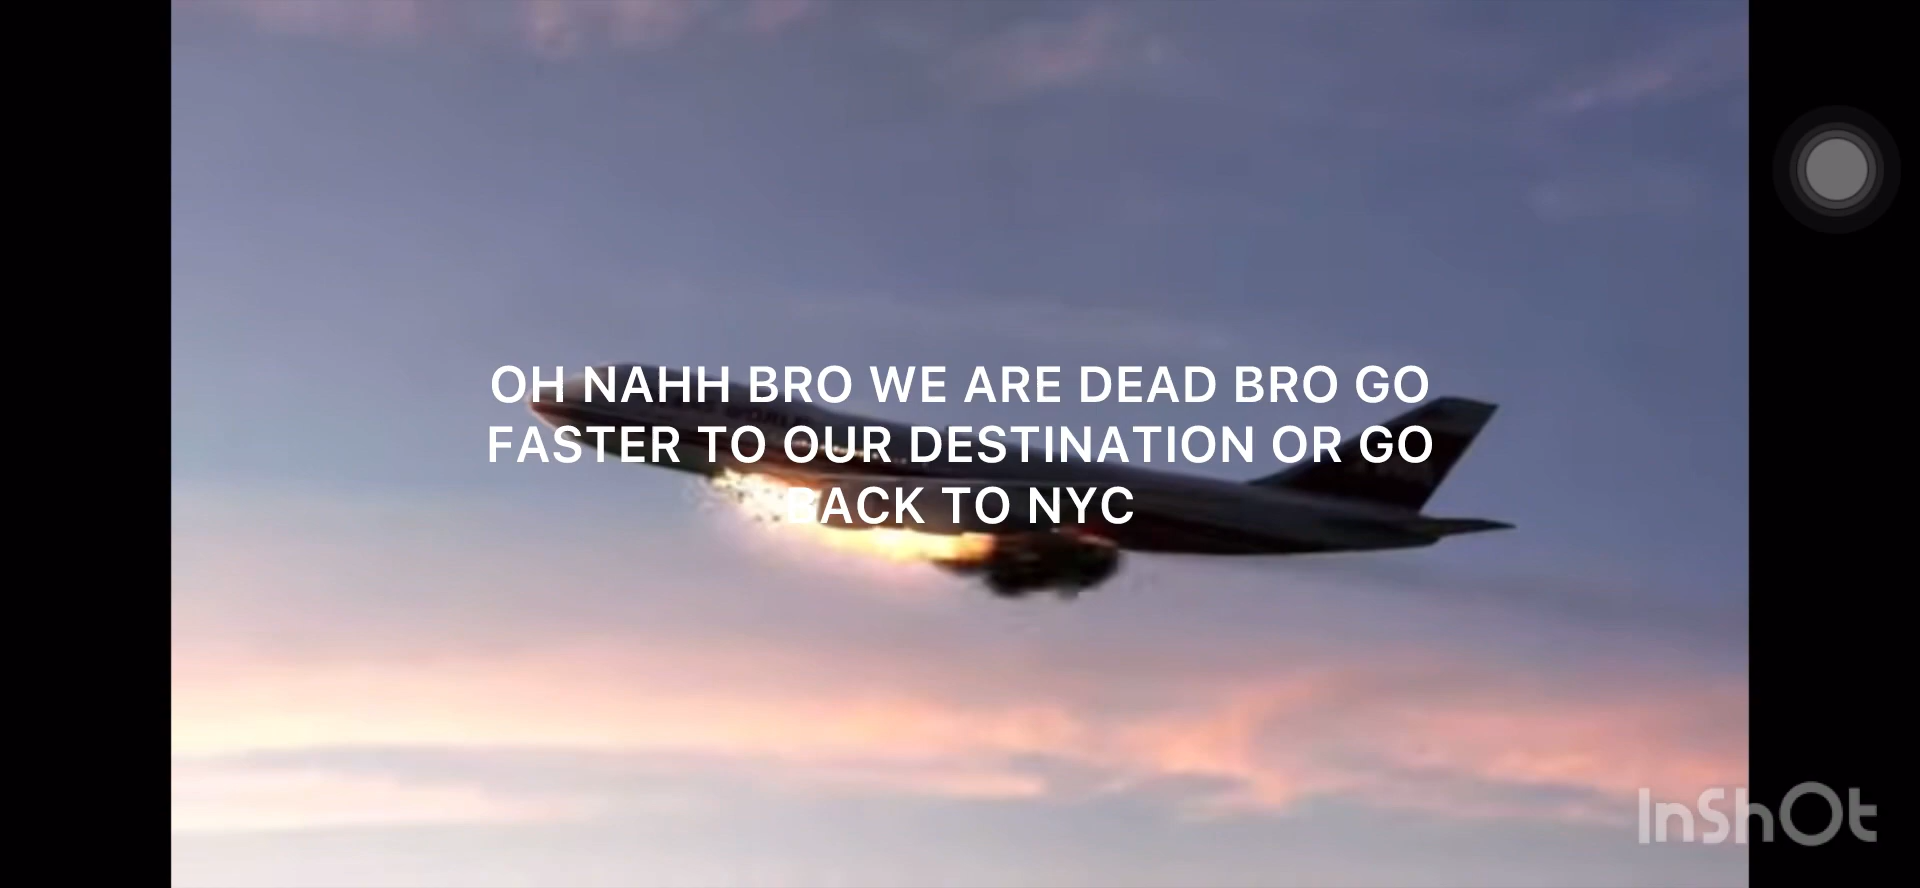 OH NAHH BRO WE ARE DEAD BRO GO
FASTER TO OUR DESTINATION OR GO
BACK TO NYC
InShOt